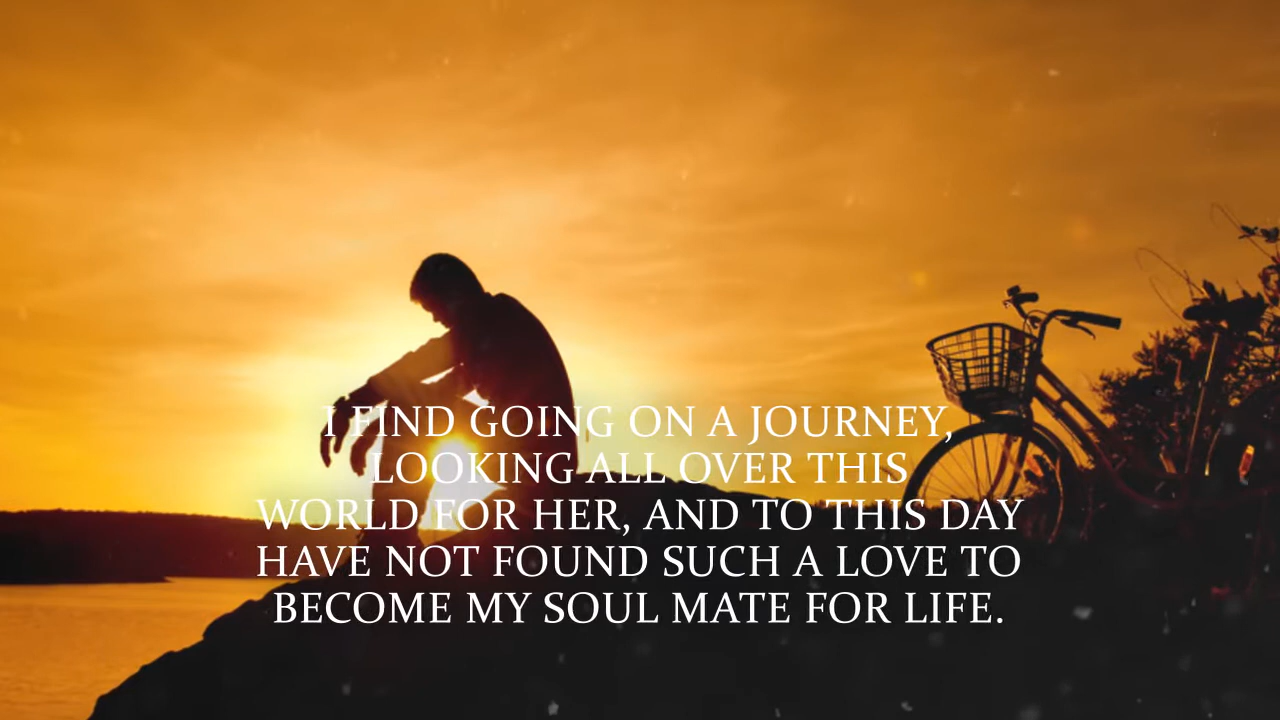 I FIND GOING ON A JOURNEY,
LOOKING ALL OVER THIS
WORLD FOR HER, AND TO THIS DAY
HAVE NOT FOUND SUCH A LOVE TO
BECOME MY SOUL MATE FOR LIFE.